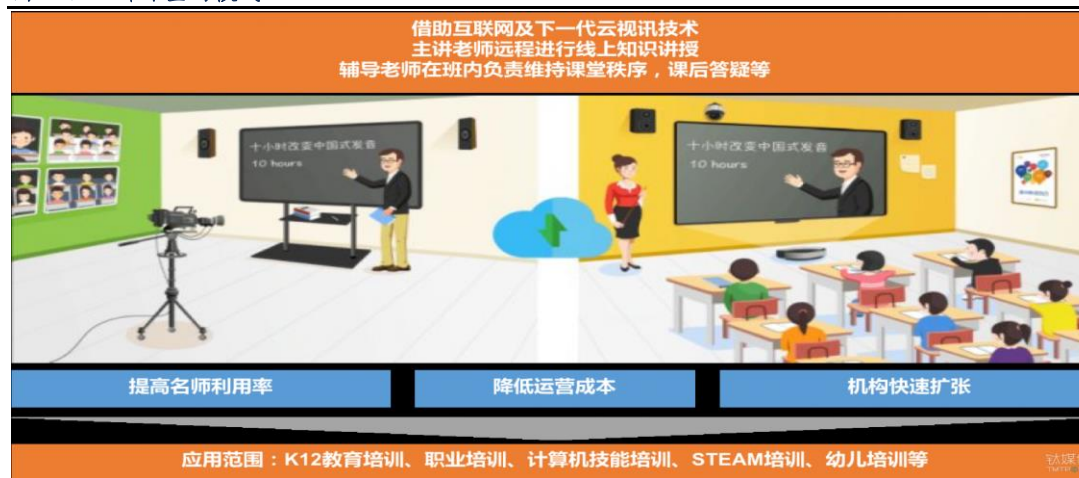 借助互联网及下一代云视讯技术
主讲老师远程进行线上知识讲授
辅导老师在班内负责维持课堂秩序，课后答疑等
十小时改变中国式发音
10 hours
十小时改变中国式发音
10 hours
提高名师利用率
降低运营成本
机构快速扩张
应用范围：K12教育培训、职业培训、计算机技能培训、STEAM培训、幼儿培训等
钛媒